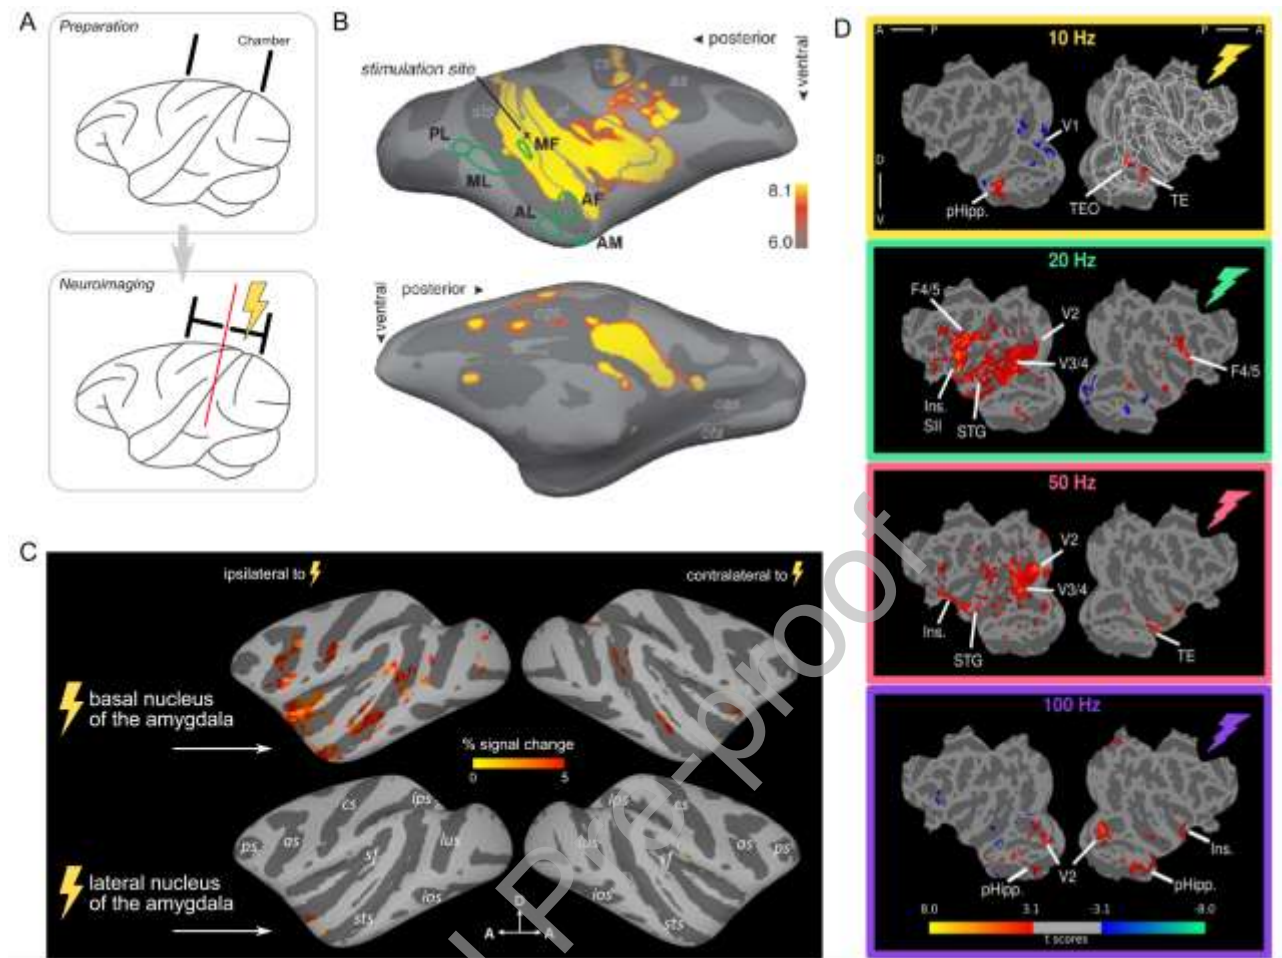 A
Preparation
Chamber
Neuroimaging
B
◄ posterior
◄ ventral
stimulation site
PL
MF
ML
AF
AL
AM
8.1
6.0
posterior ►
◄ ventral
C
ipsilateral to
contralateral to
basal nucleus
of the amygdala
% signal change
0
5
lateral nucleus
of the amygdala
ps
as
cs
ips
lus
sf
ios
sts
ips
cs
lus
sf
as
ps
ios
sts
D
A
A
D
A
P
P
A
10 Hz
D
V
V1
pHipp.
TEO
TE
20 Hz
F4/5
V2
V3/4
F4/5
Ins.
SII
STG
50 Hz
V2
V3/4
Ins.
STG
TE
100 Hz
Ins.
V2
pHipp.
pHipp.
8.0
3.1
-3.1
-8.0
t scores
Pre-proof